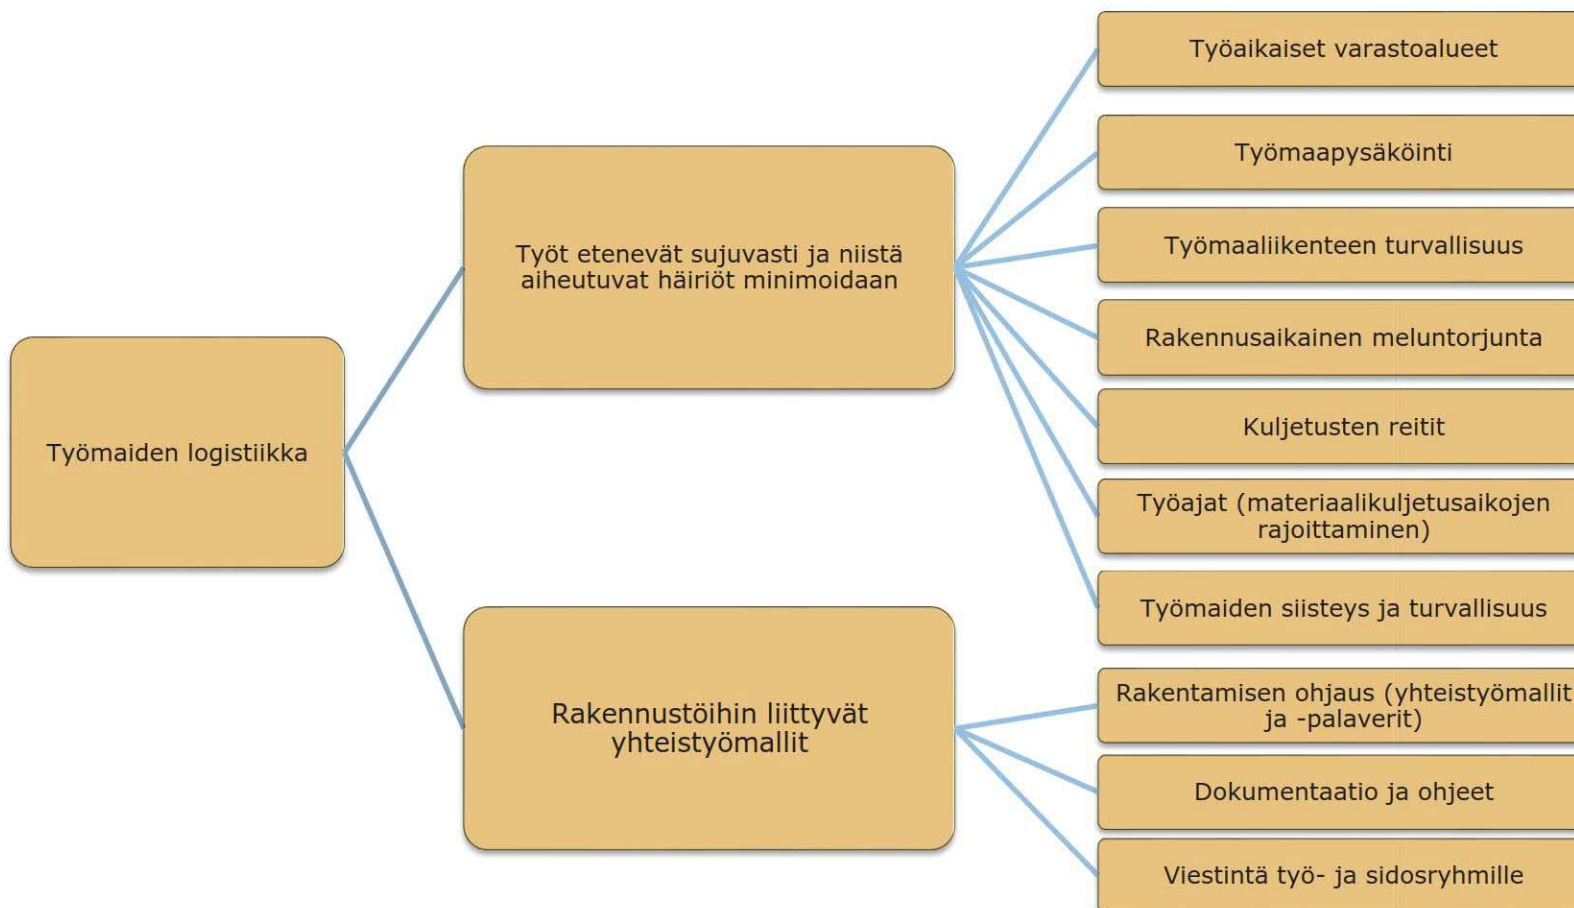 Työmaiden logistiikka
Työt etenevät sujuvasti ja niistä
aiheutuvat häiriöt minimoidaan
Työaikaiset varastoalueet
Työmaapysäköinti
Työmaaliikenteen turvallisuus
Rakennusaikainen meluntorjunta
Kuljetusten reitit
Työajat (materiaalikuljetusaikojen
rajoittaminen)
Työmaiden siisteys ja turvallisuus
Rakennustöihin liittyvät
yhteistyömallit
Rakentamisen ohjaus (yhteistyömallit
ja -palaverit)
Dokumentaatio ja ohjeet
Viestintä työ- ja sidosryhmille